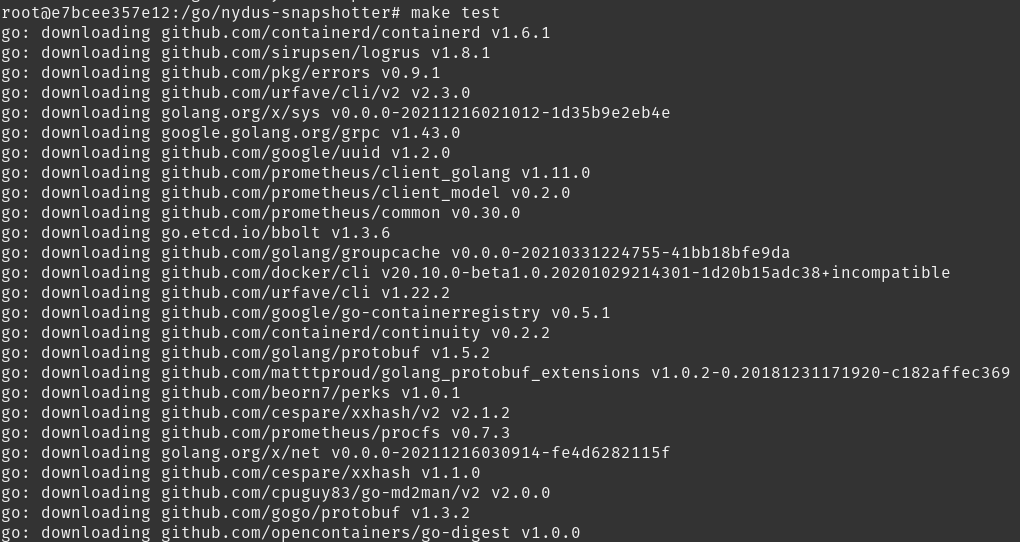 root@e7bcee357e12:/go/nydus-snapshotter# make test
go: downloading github.com/containerd/containerd v1.6.1
go: downloading github.com/sirupsen/logrus v1.8.1
go: downloading github.com/pkg/errors v0.9.1
go: downloading github.com/urfave/cli/v2 v2.3.0
go: downloading golang.org/x/sys v0.0.0-20211216021012-1d35b9e2eb4e
go: downloading google.golang.org/grpc v1.43.0
go: downloading github.com/google/uuid v1.2.0
go: downloading github.com/prometheus/client_golang v1.11.0
go: downloading github.com/prometheus/client_model v0.2.0
go: downloading github.com/prometheus/common v0.30.0
go: downloading go.etcd.io/bbolt v1.3.6
go: downloading github.com/golang/groupcache v0.0.0-20210331224755-41bb18bfe9da
go: downloading github.com/docker/cli v20.10.0-beta1.0.20201029214301-1d20b15adc38+incompatible
go: downloading github.com/urfave/cli v1.22.2
go: downloading github.com/google/go-containerregistry v0.5.1
go: downloading github.com/containerd/continuity v0.2.2
go: downloading github.com/golang/protobuf v1.5.2
go: downloading github.com/matttproud/golang_protobuf_extensions v1.0.2-0.20181231171920-c182affec369
go: downloading github.com/beorn7/perks v1.0.1
go: downloading github.com/cespare/xxhash/v2 v2.1.2
go: downloading github.com/prometheus/procfs v0.7.3
go: downloading golang.org/x/net v0.0.0-20211216030914-fe4d6282115f
go: downloading github.com/cespare/xxhash v1.1.0
go: downloading github.com/cpuguy83/go-md2man/v2 v2.0.0
go: downloading github.com/gogo/protobuf v1.3.2
go: downloading github.com/opencontainers/go-digest v1.0.0